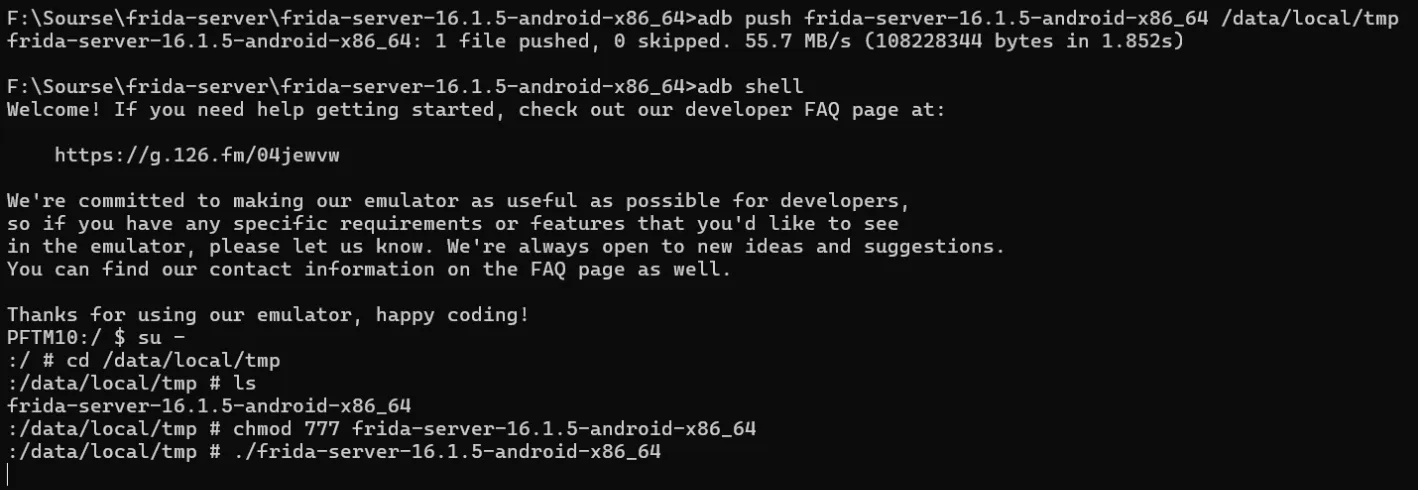 F:\Sourse\frida-server\frida-server-16.1.5-android-x86_64>adb push frida-server-16.1.5-android-x86_64 /data/local/tmp
frida-server-16.1.5-android-x86_64: 1 file pushed, 0 skipped. 55.7 MB/s (108228344 bytes in 1.852s)
F:\Sourse\frida-server\frida-server-16.1.5-android-x86_64>adb shell
Welcome! If you need help getting started, check out our developer FAQ page at:
https://g.126.fm/04jewvw
We're committed to making our emulator as useful as possible for developers,
so if you have any specific requirements or features that you'd like to see
in the emulator, please let us know. We're always open to new ideas and suggestions.
You can find our contact information on the FAQ page as well.
Thanks for using our emulator, happy coding!
PFTM10:/ $ su -
:/ # cd /data/local/tmp
:/data/local/tmp # ls
frida-server-16.1.5-android-x86_64
:/data/local/tmp # chmod 777 frida-server-16.1.5-android-x86_64
:/data/local/tmp # ./frida-server-16.1.5-android-x86_64